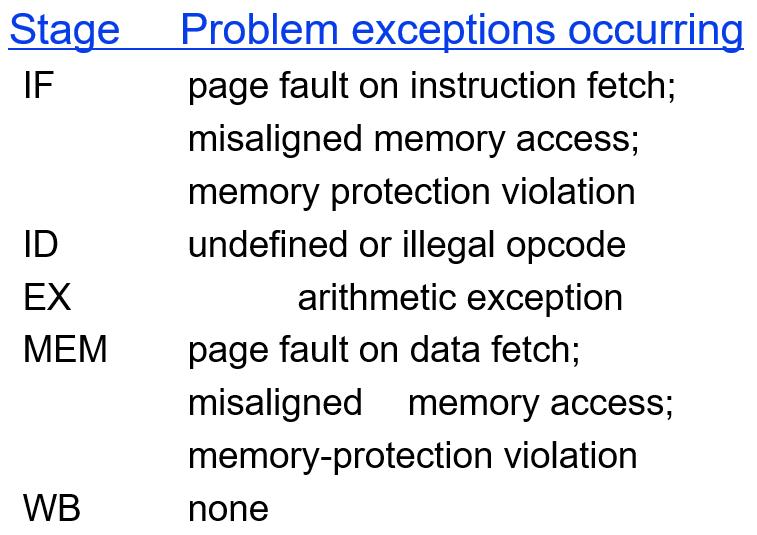 Stage Problem exceptions occurring
IF page fault on instruction fetch;
misaligned memory access;
memory protection violation
ID undefined or illegal opcode
EX arithmetic exception
MEM page fault on data fetch;
misaligned memory access;
memory-protection violation
WB none